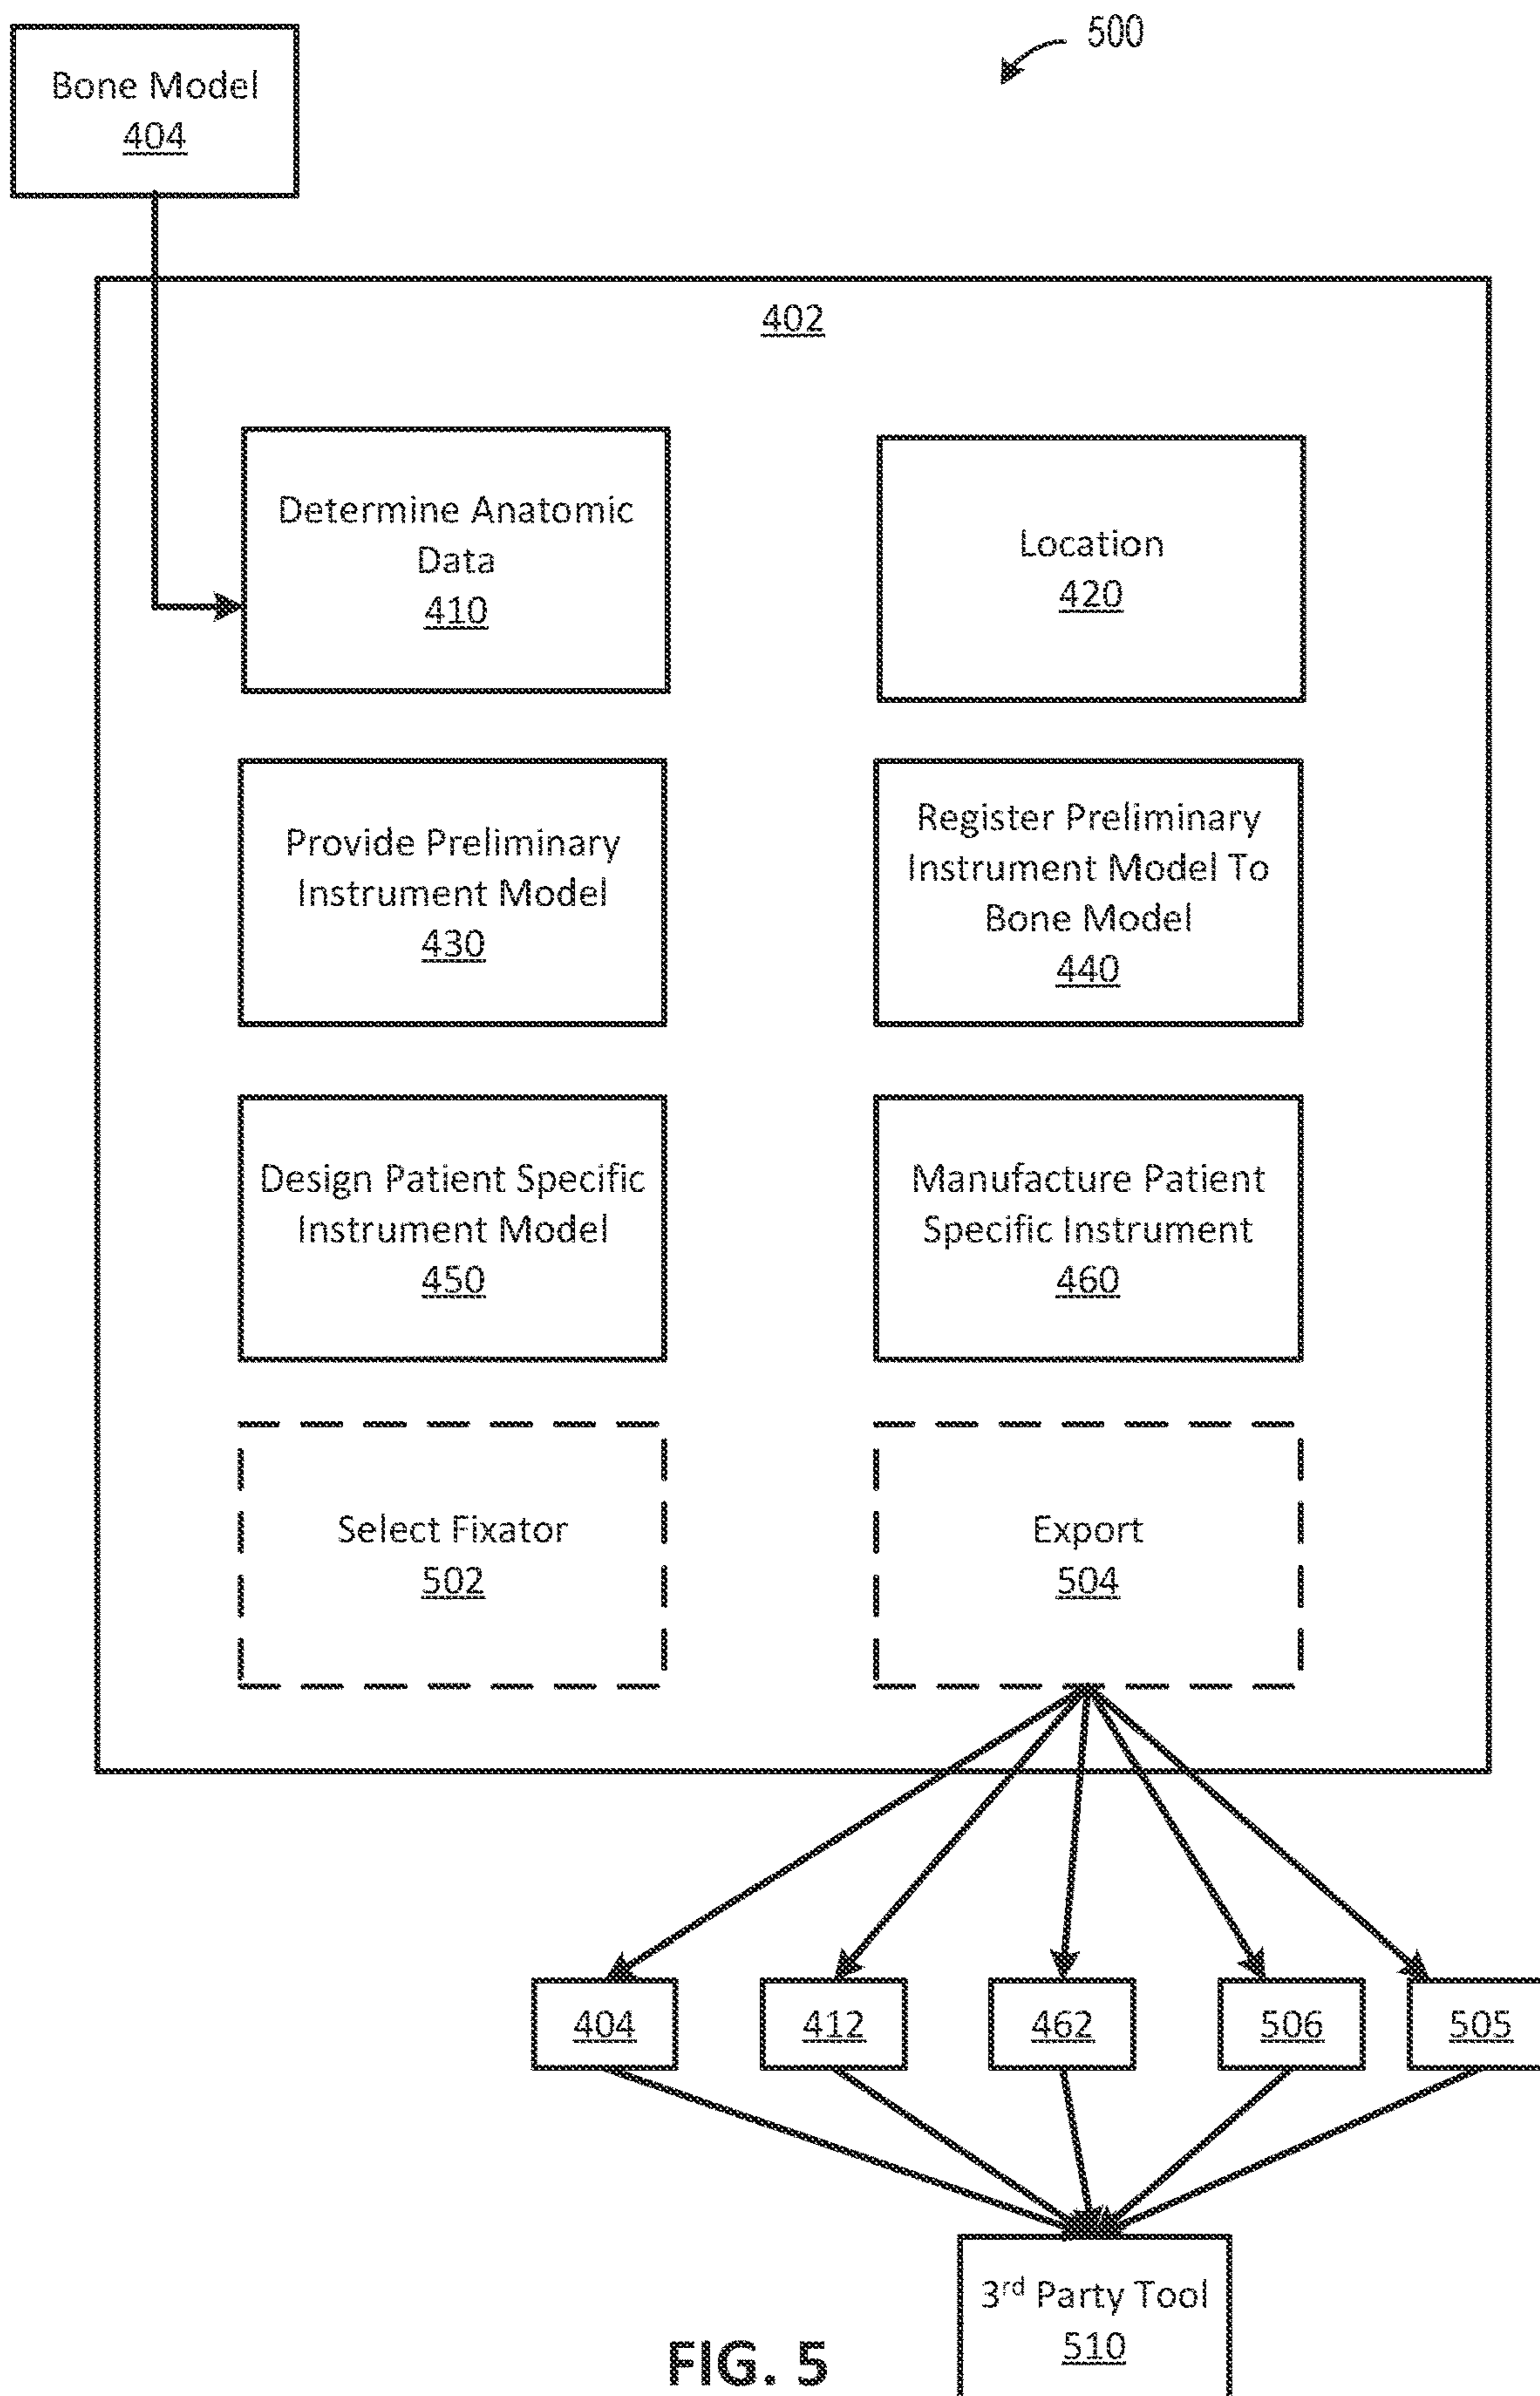 500
Bone Model
404
402
Determine Anatomic
Data
410
Location
420
Provide Preliminary
Instrument Model
430
Register Preliminary
Instrument Model To
Bone Model
440
Design Patient Specific
Instrument Model
450
Manufacture Patient
Specific Instrument
460
Select Fixator
502
Export
504
404
412
462
506
505
3rd Party Tool
510
FIG. 5